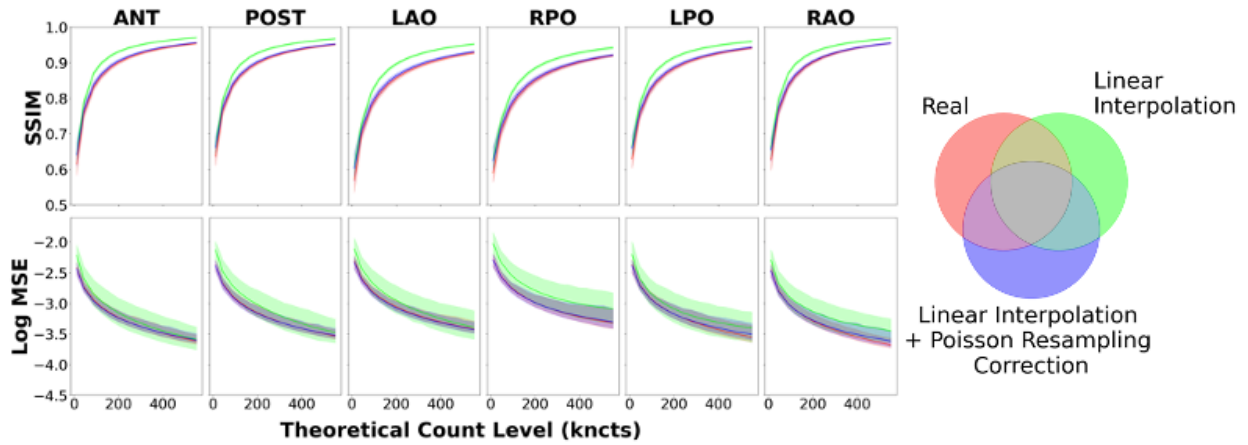 ANT POST LAO RPO LPO RAO
SSIM
1.0
0.9
0.8
0.7
0.6
0.5
Log MSE
−2.0
−2.5
−3.0
−3.5
−4.0
−4.5
0 200 400 0 200 400 0 200 400 0 200 400 0 200 400 0 200 400
Theoretical Count Level (kncts)
Real
Linear
Interpolation
Linear Interpolation
+ Poisson Resampling
Correction